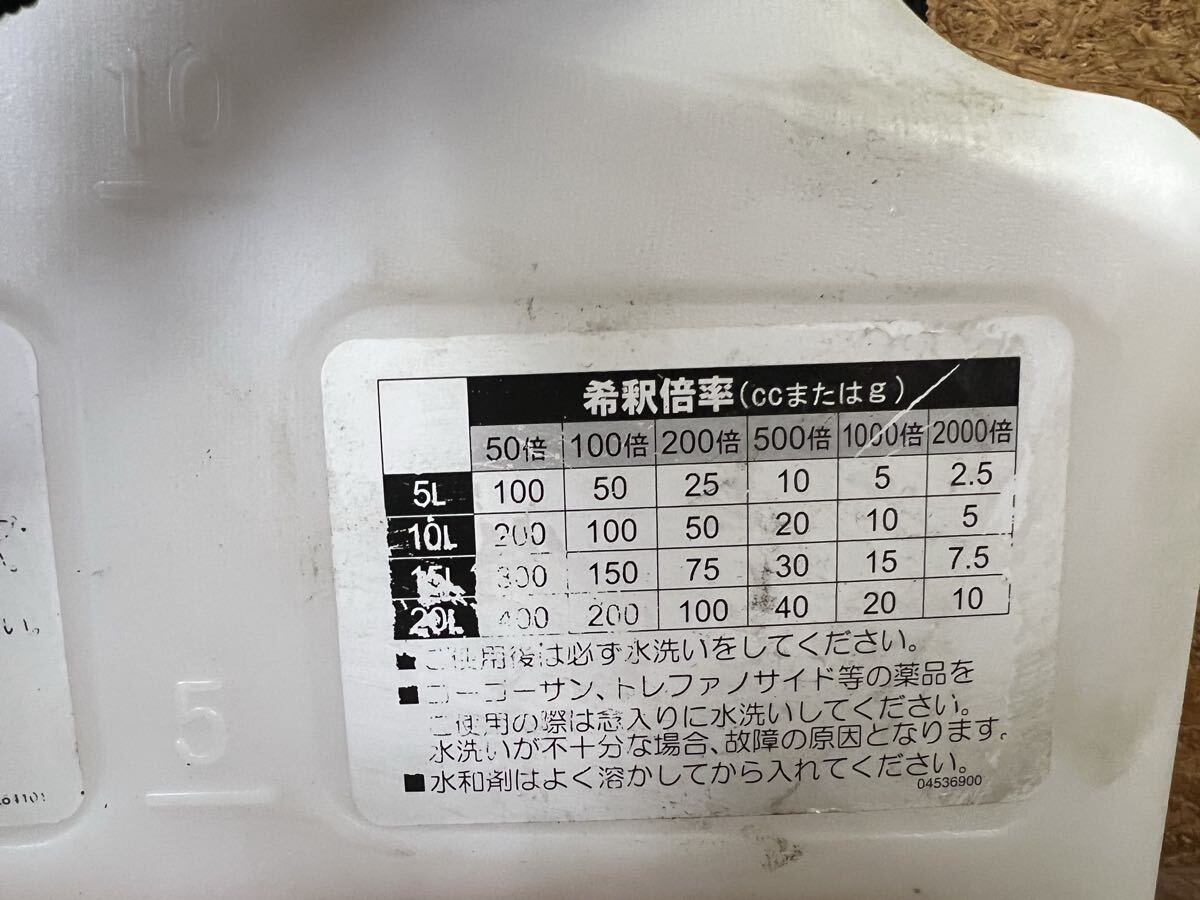 10
希釈倍率(ccまたはg)
50倍 100倍 200倍 500倍 1000倍 2000倍
5L 100 50 25 10 5 2.5
10L 200 100 50 20 10 5
15L 300 150 75 30 15 7.5
20L 400 200 100 40 20 10
■ご使用後は必ず水洗いをしてください。
■ゴーゴーサン、トレファノサイド等の薬品を
ご使用の際は念入りに水洗いしてください。
水洗いが不十分な場合、故障の原因となります。
■水和剤はよく溶かしてから入れてください。
04536900
5
い。